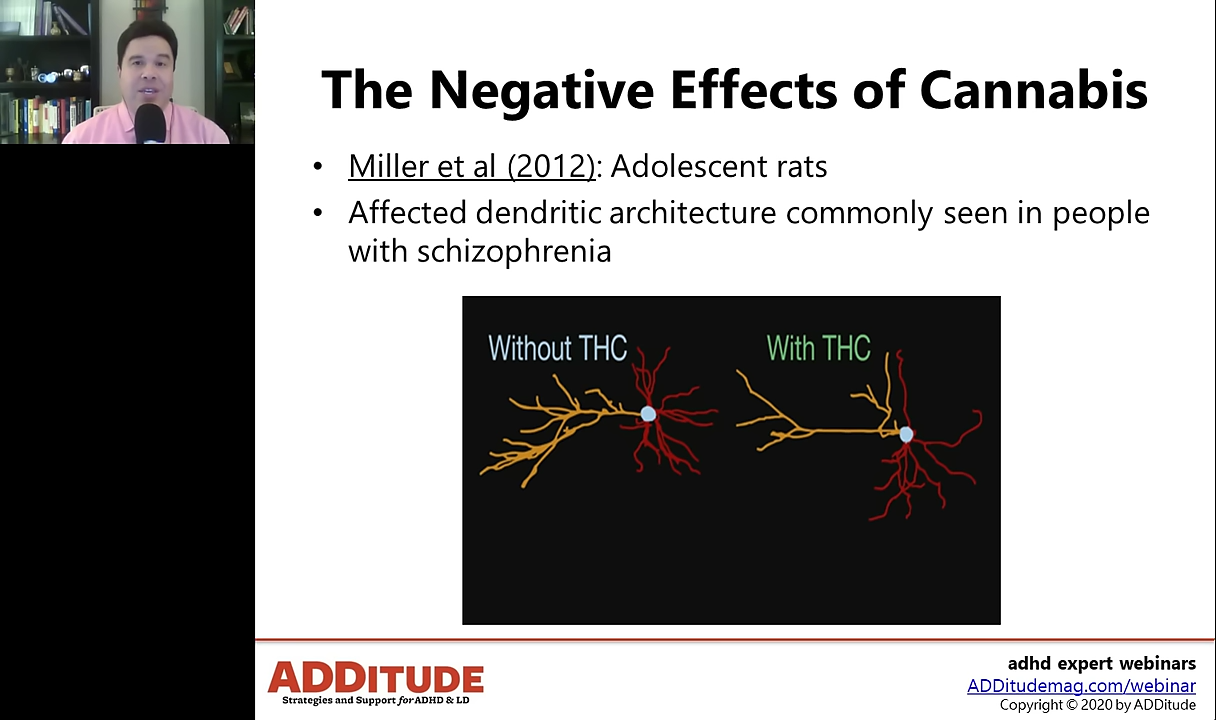 The Negative Effects of Cannabis
• Miller et al (2012): Adolescent rats
• Affected dendritic architecture commonly seen in people
with schizophrenia
Without THC
With THC
ADDITUDE
Strategies and Support for ADHD & LD
adhd expert webinars
ADDitudemag.com/webinar
Copyright © 2020 by ADDitude